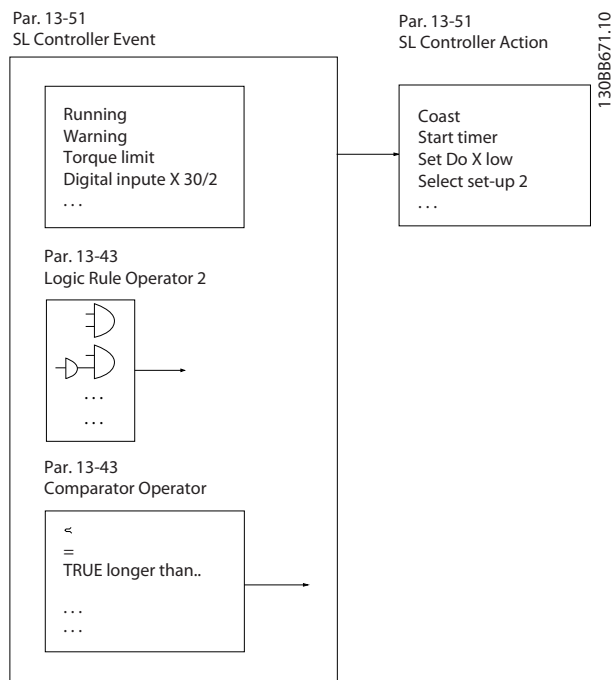 Par. 13-51
SL Controller Event
Par. 13-51
SL Controller Action
130BB671.10
Running
Warning
Torque limit
Digital inpute X 30/2
. . .
Coast
Start timer
Set Do X low
Select set-up 2
. . .
Par. 13-43
Logic Rule Operator 2
. . .
. . .
Par. 13-43
Comparator Operator
=
TRUE longer than..
. . .
. . .